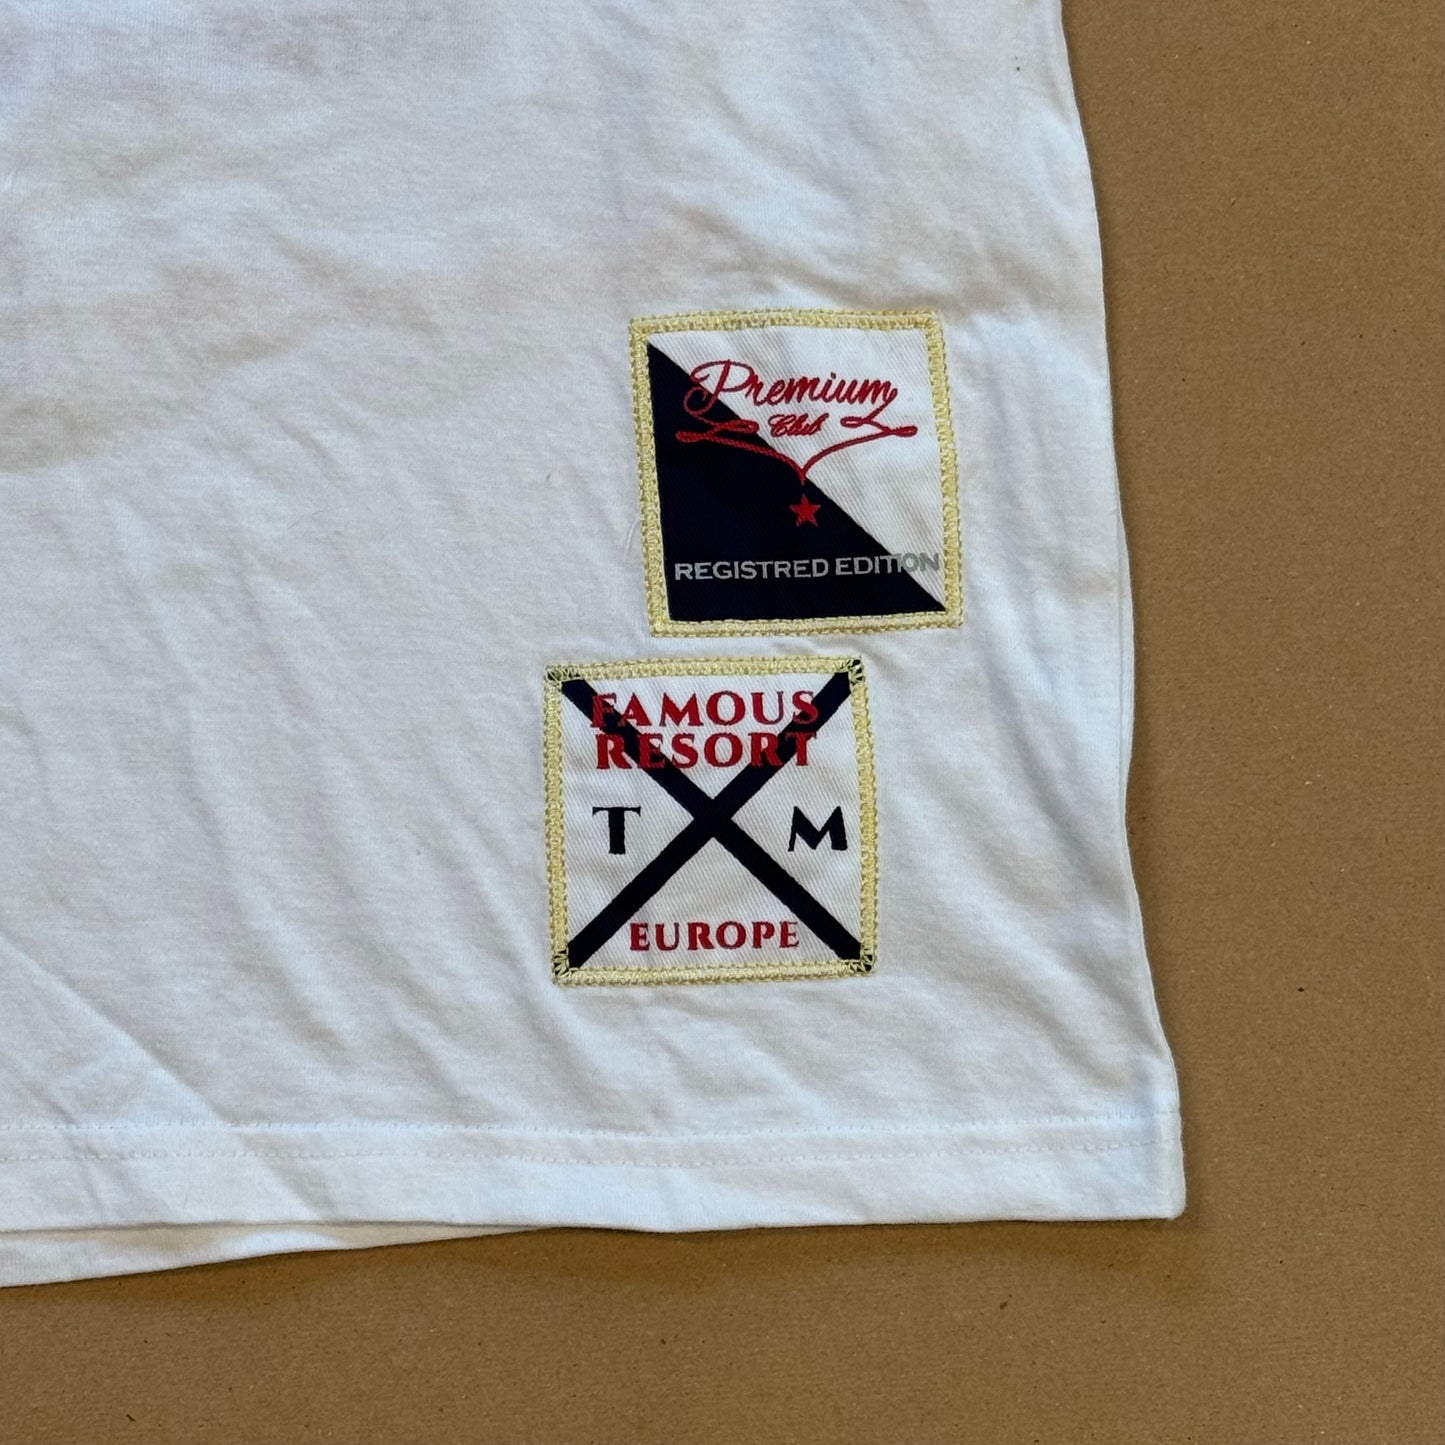 Premium
Club
REGISTRED EDITION
FAMOUS
RESORT
T M
EUROPE